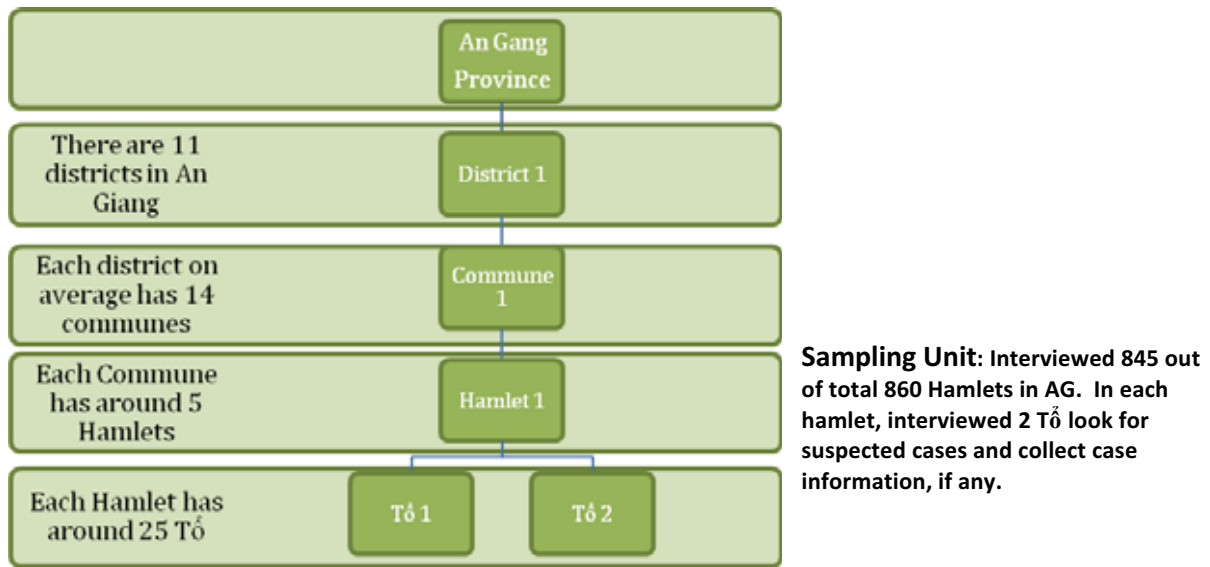 An Gang
Province
There are 11
districts in An
Giang
District 1
Each district on
average has 14
communes
Commune
1
Each Commune
has around 5
Hamlets
Hamlet 1
Sampling Unit: Interviewed 845 out
of total 860 Hamlets in AG. In each
hamlet, interviewed 2 Tổ look for
suspected cases and collect case
information, if any.
Each Hamlet has
around 25 Tổ
Tổ 1
Tổ 2